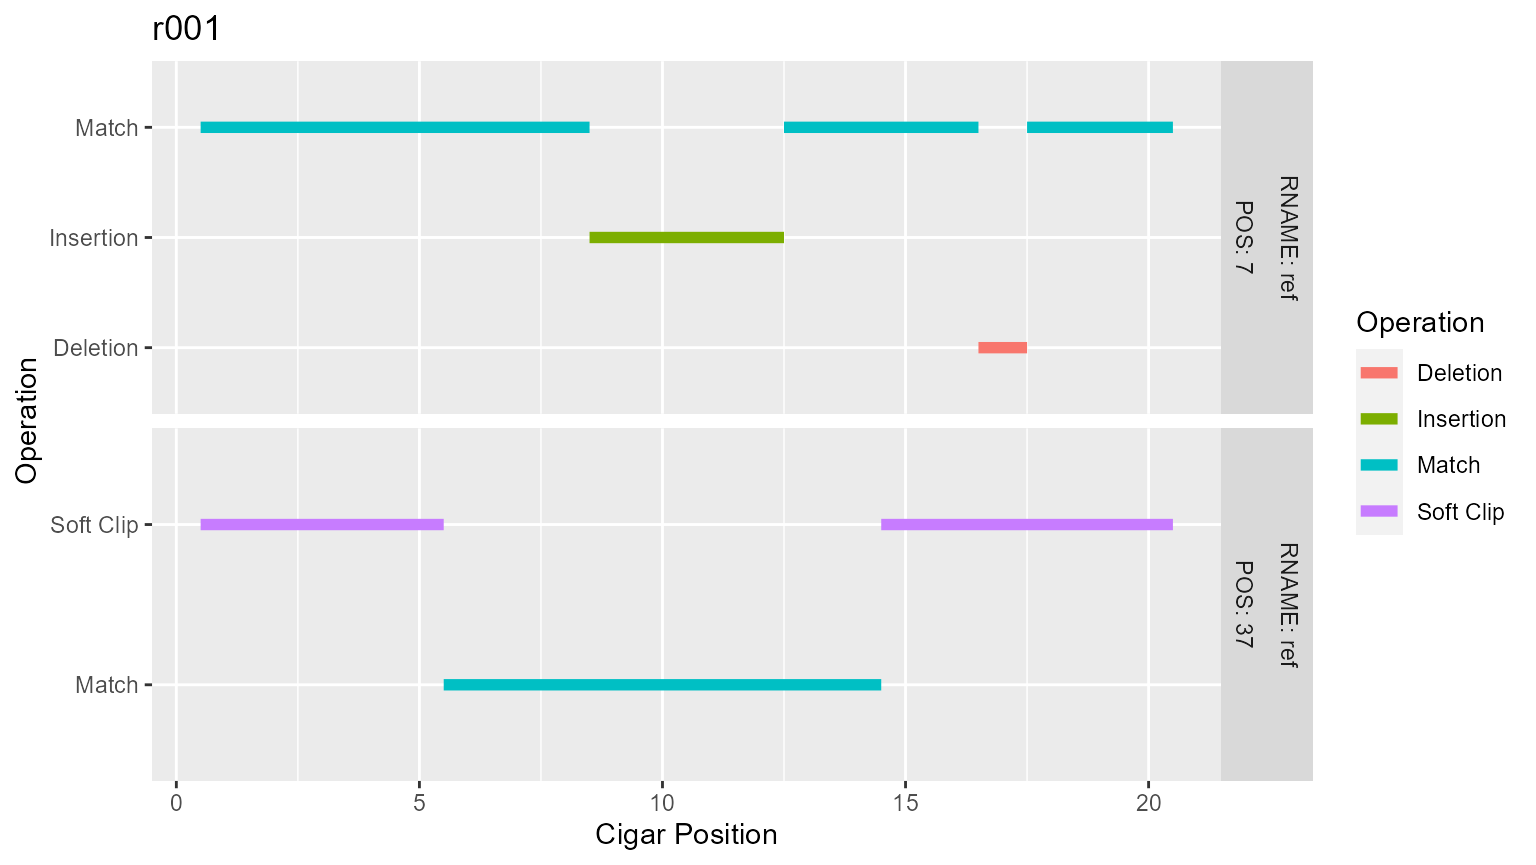 r001
Operation
Match
Insertion
Deletion
RNAME: ref
POS: 7
Soft Clip
Match
RNAME: ref
POS: 37
0 5 10 15 20
Cigar Position
Operation
Deletion
Insertion
Match
Soft Clip